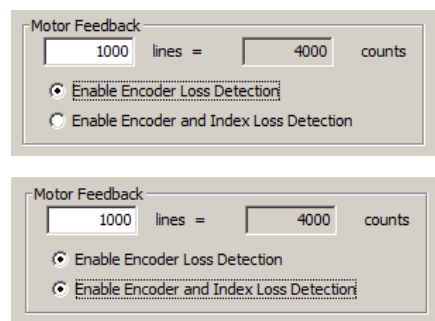 Motor Feedback
1000 lines = 4000 counts
Enable Encoder Loss Detection
Enable Encoder and Index Loss Detection
Motor Feedback
1000 lines = 4000 counts
Enable Encoder Loss Detection
Enable Encoder and Index Loss Detection